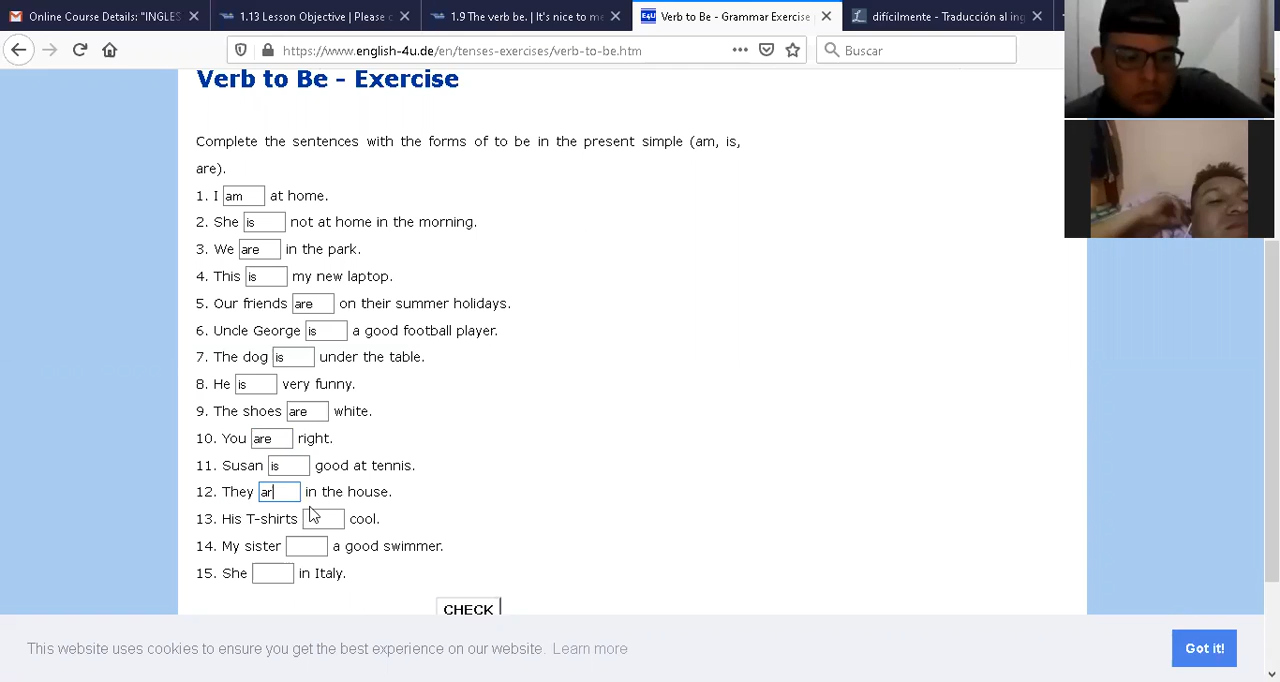 Online Course Details: "INGLES
1.13 Lesson Objective | Please c
1.9 The verb be. | It's nice to me
E4U Verb to Be - Grammar Exercise
difícilmente - Traducción al ing
https://www.english-4u.de/en/tenses-exercises/verb-to-be.htm
Buscar
Verb to Be - Exercise
Complete the sentences with the forms of to be in the present simple (am, is,
are).
1. I am at home.
2. She is not at home in the morning.
3. We are in the park.
4. This is my new laptop.
5. Our friends are on their summer holidays.
6. Uncle George is a good football player.
7. The dog is under the table.
8. He is very funny.
9. The shoes are white.
10. You are right.
11. Susan is good at tennis.
12. They ar in the house.
13. His T-shirts cool.
14. My sister a good swimmer.
15. She in Italy.
CHECK
This website uses cookies to ensure you get the best experience on our website. Learn more
Got it!